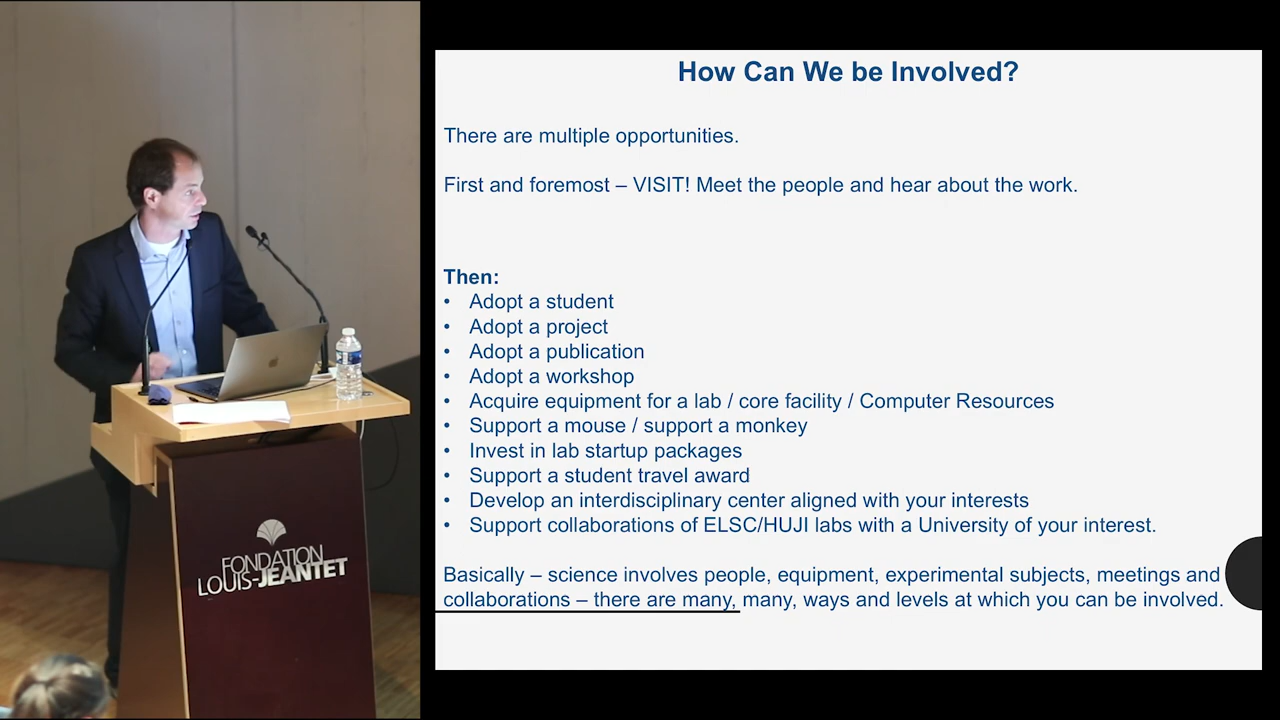 How Can We be Involved?
There are multiple opportunities.
First and foremost – VISIT! Meet the people and hear about the work.
Then:
• Adopt a student
• Adopt a project
• Adopt a publication
• Adopt a workshop
• Acquire equipment for a lab / core facility / Computer Resources
• Support a mouse / support a monkey
• Invest in lab startup packages
• Support a student travel award
• Develop an interdisciplinary center aligned with your interests
• Support collaborations of ELSC/HUJI labs with a University of your interest.
Basically – science involves people, equipment, experimental subjects, meetings and
collaborations – there are many, many, ways and levels at which you can be involved.
FONDATION
LOUIS-JEANTET